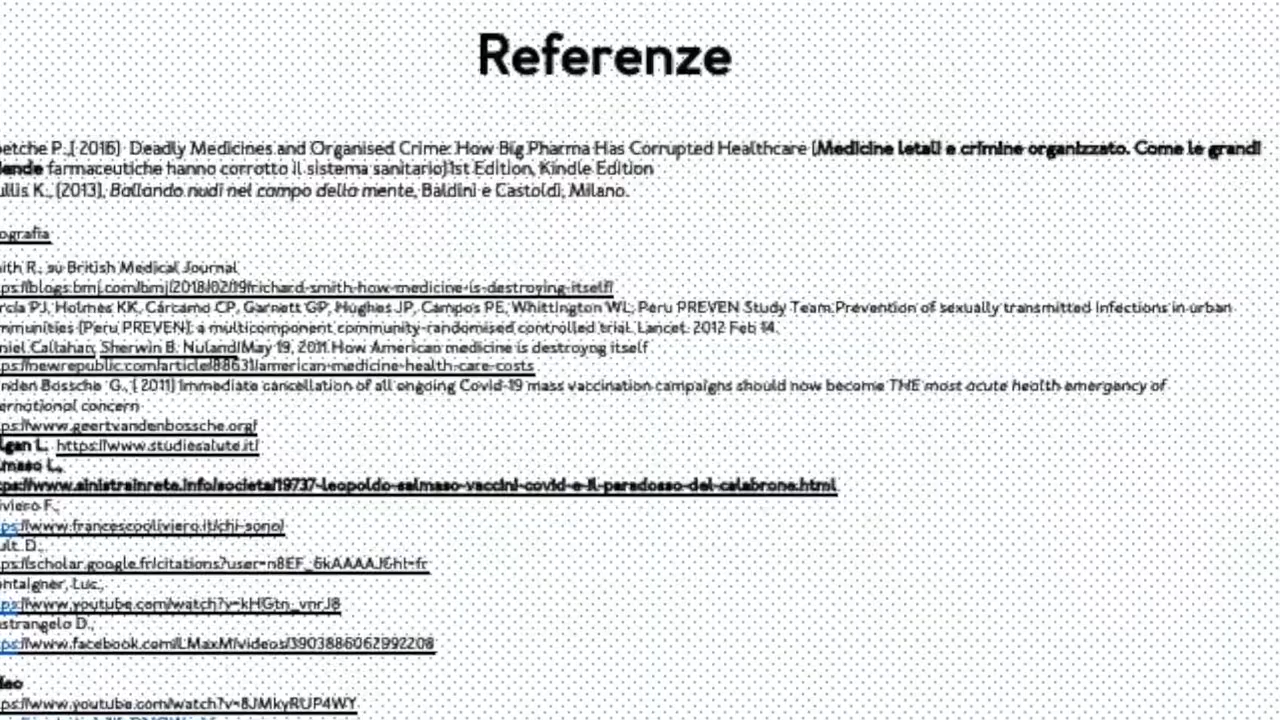 Referenze
oetche P.,( 2016) Deadly Medicines and Organised Crime: How Big Pharma Has Corrupted Healthcare (Medicine letali e crimine organizzato. Come le grandi
iende farmaceutiche hanno corrotto il sistema sanitario)1st Edition, Kindle Edition
ullis K., (2013), Ballando nudi nel campo della mente, Baldini e Castoldi, Milano.
ografia
ith R., su British Medical Journal
ps://blogs.bmj.com/bmj/2018/02/19/richard-smith-how-medicine-is-destroying-itself/
rcía PJ, Holmes KK, Cárcamo CP, Garnett GP, Hughes JP, Campos PE, Whittington WL; Peru PREVEN Study Team.Prevention of sexually transmitted infections in urban
mmunities (Peru PREVEN): a multicomponent community-randomised controlled trial. Lancet. 2012 Feb 14.
niel Callahan, Sherwin B. Nuland/May 19, 2011.How American medicine is destroyng itself
ps://newrepublic.com/article/88631/american-medicine-health-care-costs
nden Bossche G., ( 2011) Immediate cancellation of all ongoing Covid-19 mass vaccination campaigns should now become THE most acute health emergency of
ernational concern
ps://www.geertvandenbossche.org/
lgan L. https://www.studiesalute.it/
lmaso L.,
ps://www.sinistrainrete.info/societa/19737-leopoldo-salmaso-vaccini-covid-e-il-paradosso-del-calabrone.html
iviero F.,
ps://www.francescooliviero.it/chi-sono/
ult. D.,
ps://scholar.google.fr/citations?user=n8EF_6kAAAAJ&hl=fr
ontaigner, Luc.,
ps://www.youtube.com/watch?v=kHGtn_vnrJ8
astrangelo D.,
ps://www.facebook.com/LMaxM/videos/3903886062992208
deo
ps://www.youtube.com/watch?v=8JMkyRUP4WY